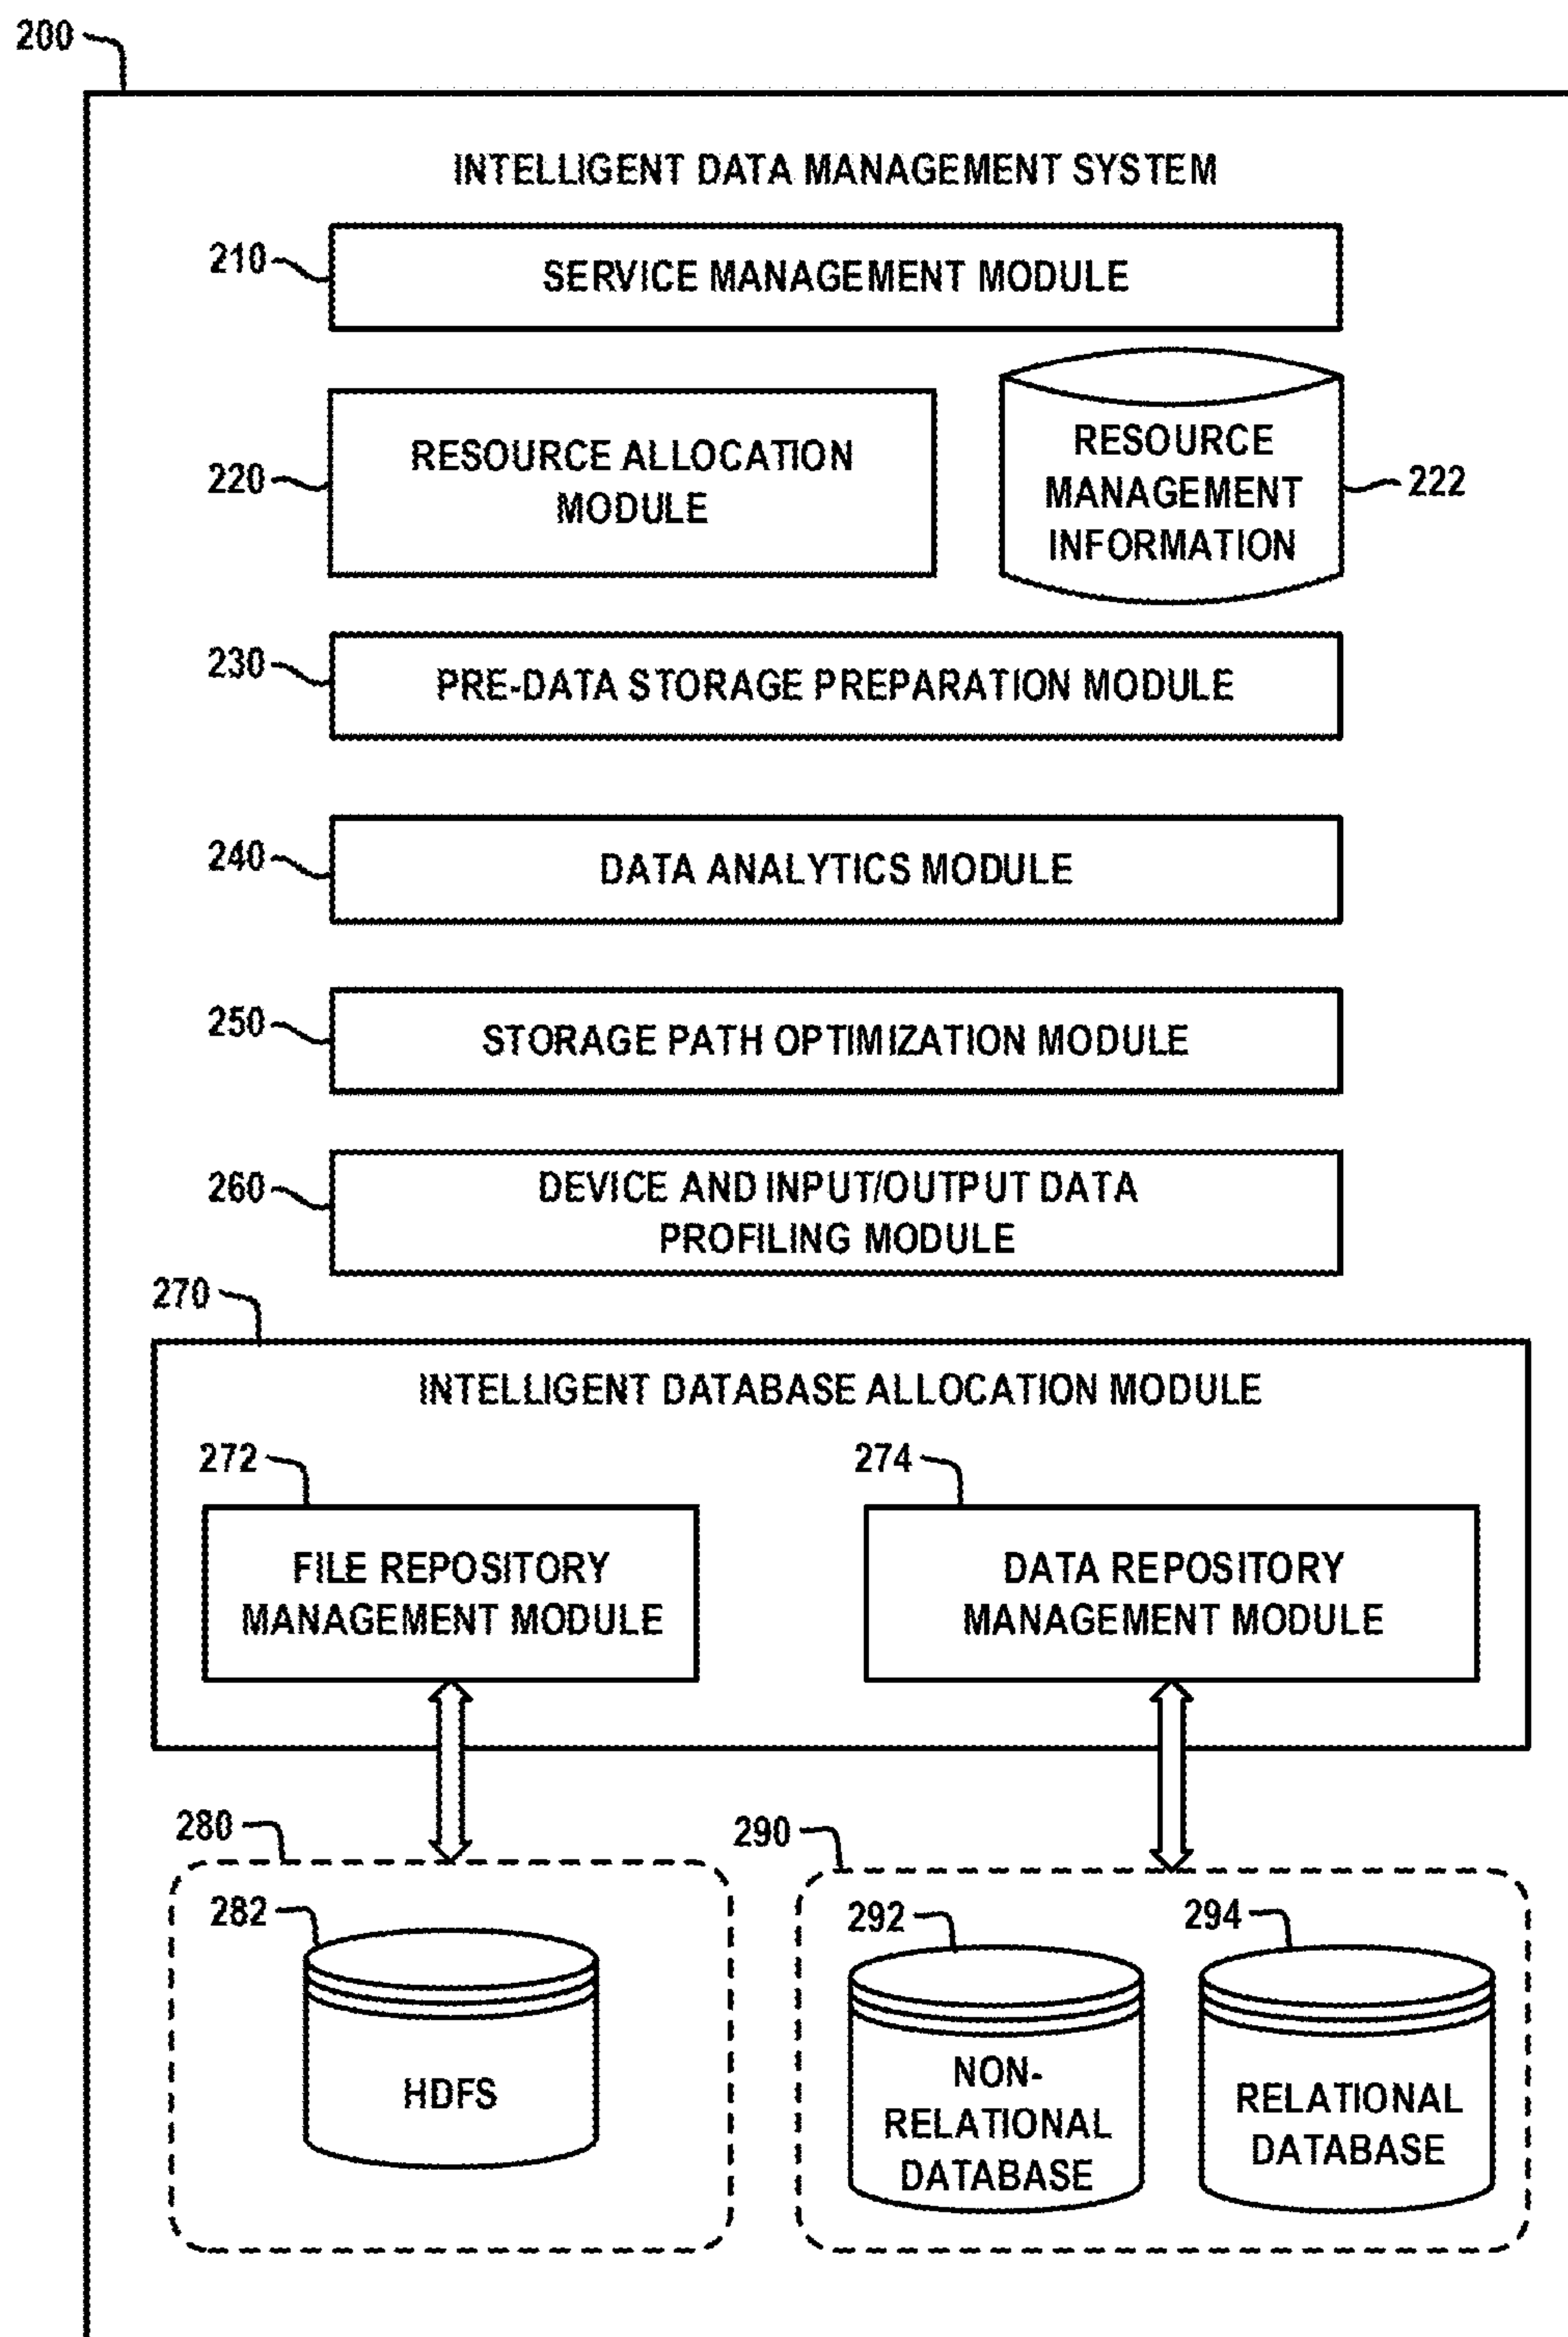 200
INTELLIGENT DATA MANAGEMENT SYSTEM
210
SERVICE MANAGEMENT MODULE
220
RESOURCE ALLOCATION
MODULE
RESOURCE
MANAGEMENT
INFORMATION
222
230
PRE-DATA STORAGE PREPARATION MODULE
240
DATA ANALYTICS MODULE
250
STORAGE PATH OPTIMIZATION MODULE
260
DEVICE AND INPUT/OUTPUT DATA
PROFILING MODULE
270
INTELLIGENT DATABASE ALLOCATION MODULE
272
FILE REPOSITORY
MANAGEMENT MODULE
274
DATA REPOSITORY
MANAGEMENT MODULE
280
282
HDFS
290
292
NON-
RELATIONAL
DATABASE
294
RELATIONAL
DATABASE